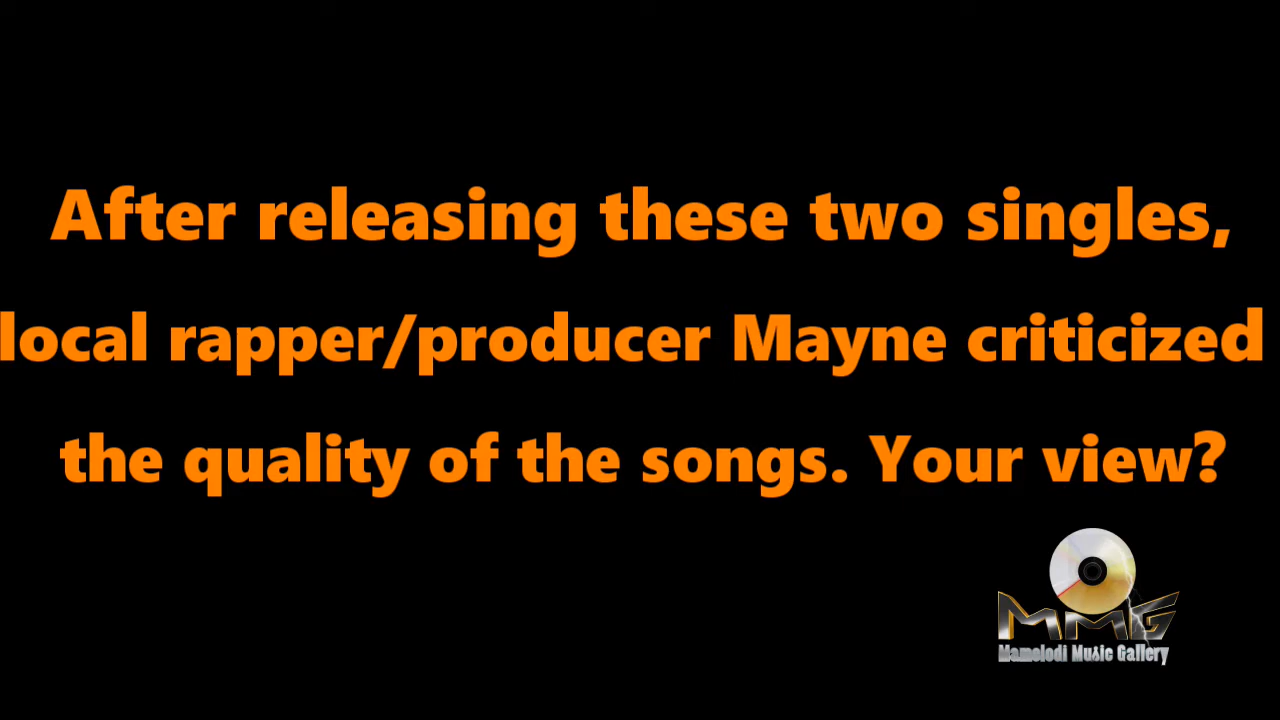 After releasing these two singles,
local rapper/producer Mayne criticized
the quality of the songs. Your view?
MMG
Mamelodi Music Gallery